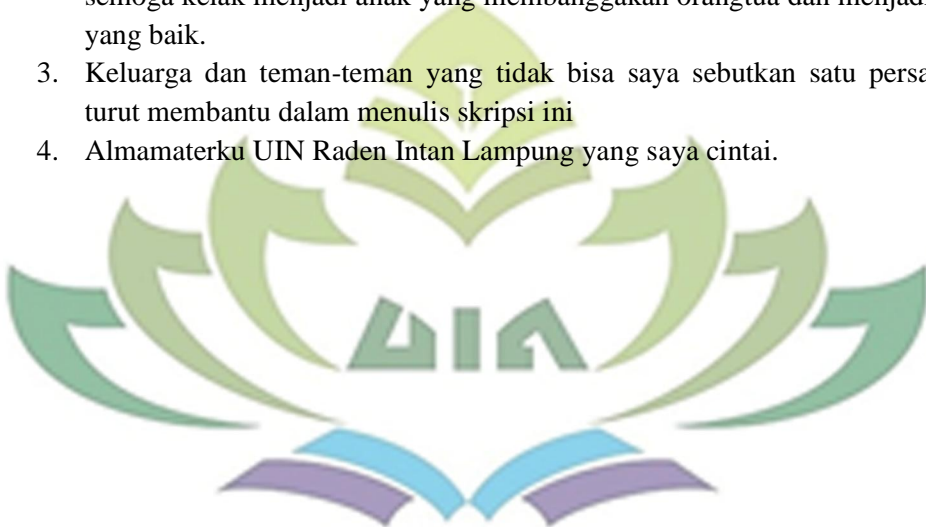 semoga kelak menjadi anak yang membanggakan orangtua dan menjadi
yang baik.
3. Keluarga dan teman-teman yang tidak bisa saya sebutkan satu
turut membantu dalam menulis skripsi ini
4. Almamaterku UIN Raden Intan Lampung yang saya cintai.
UIN